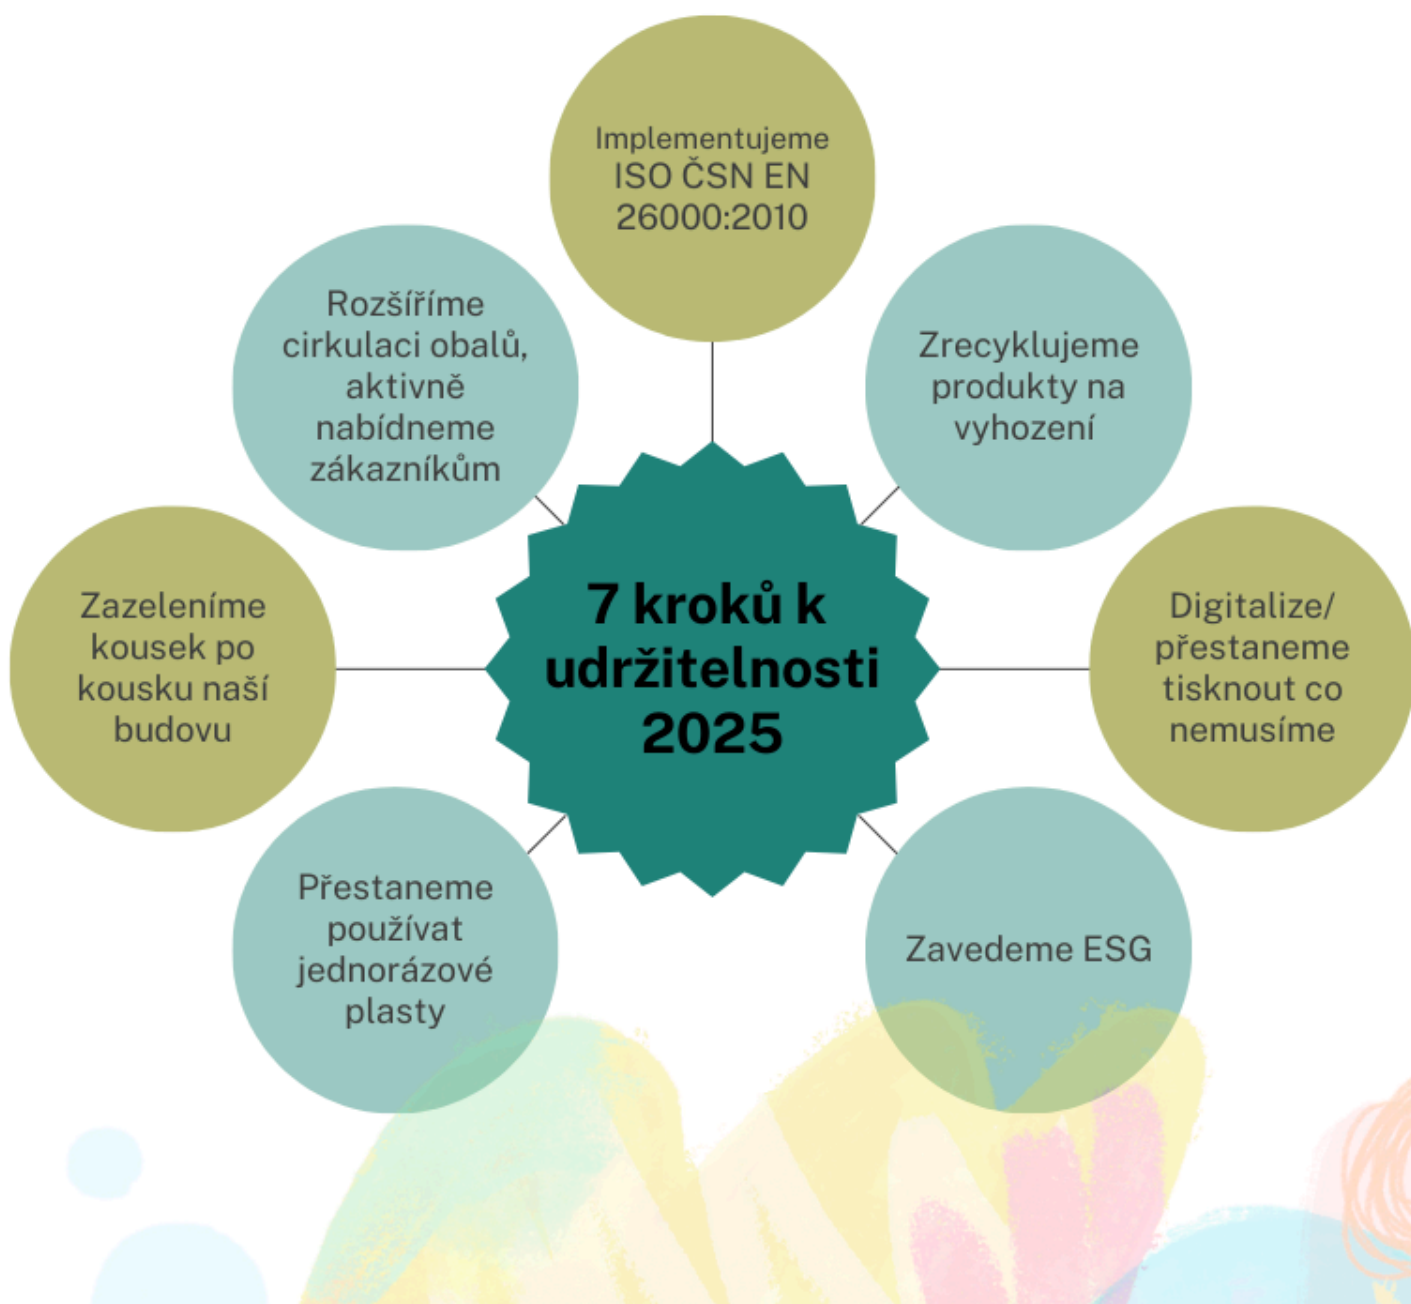 Implementujeme
ISO ČSN EN
26000:2010
Rozšíříme
cirkulaci obalů,
aktivně
nabídneme
zákazníkům
Zrecyklujeme
produkty na
vyhození
Zazeleníme
kousek po
kousku naší
budovu
7 kroků k
udržitelnosti
2025
Digitalize/
přestaneme
tisknout co
nemusíme
Přestaneme
používat
jednorázové
plasty
Zavedeme ESG